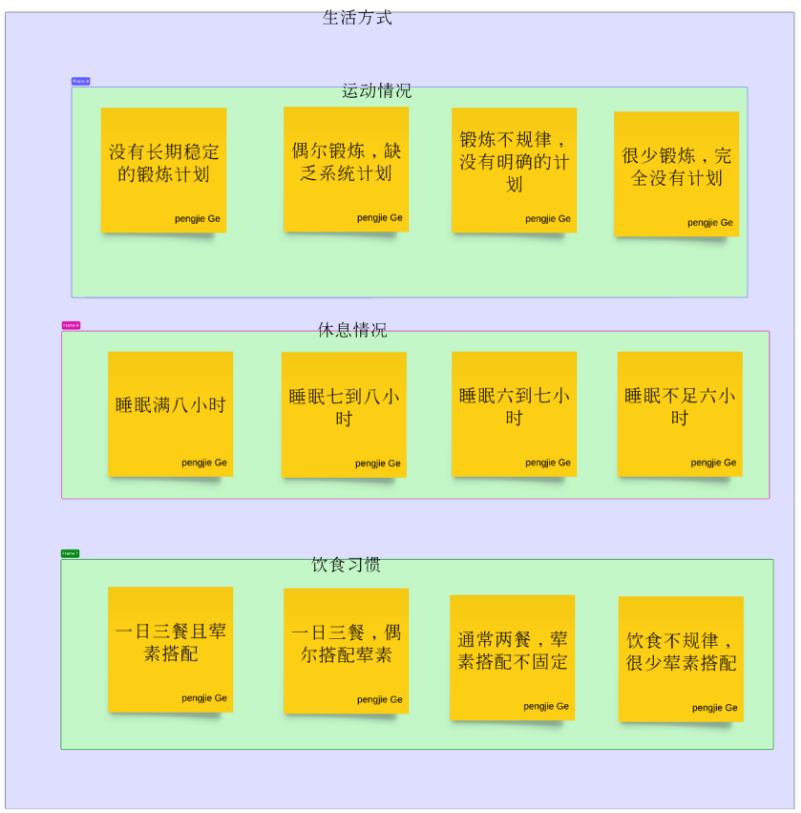 生活方式
运动情况
没有长期稳定
的锻炼计划
pengjie Ge
偶尔锻炼，缺
乏系统计划
pengjie Ge
锻炼不规律，
没有明确的计
划
pengjie Ge
很少锻炼，完
全没有计划
pengjie Ge
休息情况
睡眠满八小时
pengjie Ge
睡眠七到八小
时
pengjie Ge
睡眠六到七小
时
pengjie Ge
睡眠不足六小
时
pengjie Ge
饮食习惯
一日三餐且荤
素搭配
pengjie Ge
一日三餐，偶
尔搭配荤素
pengjie Ge
通常两餐，荤
素搭配不固定
pengjie Ge
饮食不规律，
很少荤素搭配
pengjie Ge